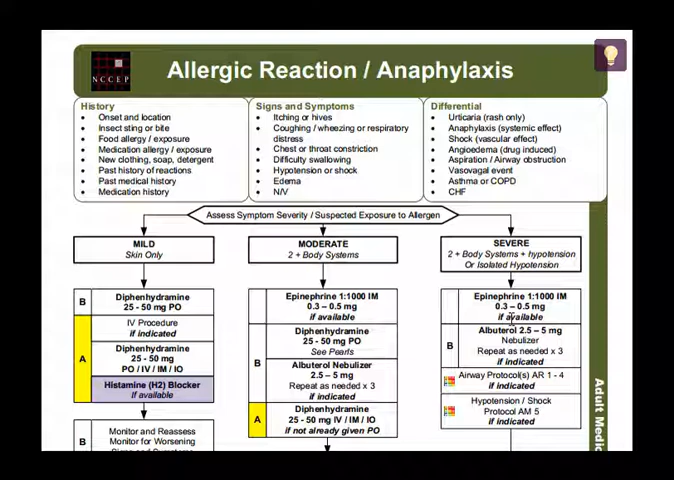 NCCEP
Allergic Reaction / Anaphylaxis
History
• Onset and location
• Insect sting or bite
• Food allergy / exposure
• Medication allergy / exposure
• New clothing, soap, detergent
• Past history of reactions
• Past medical history
• Medication history
Signs and Symptoms
• Itching or hives
• Coughing / wheezing or respiratory
distress
• Chest or throat constriction
• Difficulty swallowing
• Hypotension or shock
• Edema
• N/V
Differential
• Urticaria (rash only)
• Anaphylaxis (systemic effect)
• Shock (vascular effect)
• Angioedema (drug induced)
• Aspiration / Airway obstruction
• Vasovagal event
• Asthma or COPD
• CHF
Assess Symptom Severity / Suspected Exposure to Allergen
MILD
Skin Only
B
Diphenhydramine
25 - 50 mg PO
A
IV Procedure
if indicated
Diphenhydramine
25 - 50 mg
PO / IV / IM / IO
Histamine (H2) Blocker
If available
B
Monitor and Reassess
Monitor for Worsening
MODERATE
2 + Body Systems
Epinephrine 1:1000 IM
0.3 – 0.5 mg
if available
B
Diphenhydramine
25 - 50 mg PO
See Pearls
Albuterol Nebulizer
2.5 – 5 mg
Repeat as needed x 3
if indicated
A
Diphenhydramine
25 - 50 mg IV / IM / IO
if not already given PO
SEVERE
2 + Body Systems + hypotension
Or Isolated Hypotension
Epinephrine 1:1000 IM
0.3 – 0.5 mg
if available
B
Albuterol 2.5 – 5 mg
Nebulizer
Repeat as needed x 3
if indicated
Airway Protocol(s) AR 1 - 4
if indicated
Hypotension / Shock
Protocol AM 5
if indicated
Adult Medic